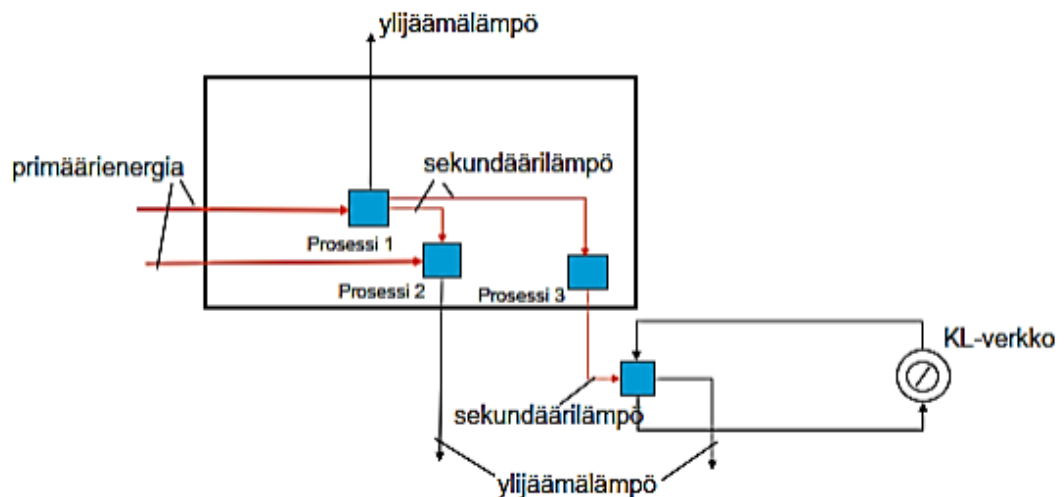 ylijäämälämpö
primäärienergia
sekundäärilämpö
Prosessi 1
Prosessi 2
Prosessi 3
KL-verkko
sekundäärilämpö
ylijäämälämpö